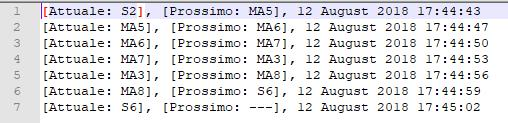 1 [Attuale: S2], [Prossimo: MA5], 12 August 2018 17:44:43
2 [Attuale: MA5], [Prossimo: MA6], 12 August 2018 17:44:47
3 [Attuale: MA6], [Prossimo: MA7], 12 August 2018 17:44:50
4 [Attuale: MA7], [Prossimo: MA3], 12 August 2018 17:44:53
5 [Attuale: MA3], [Prossimo: MA8], 12 August 2018 17:44:56
6 [Attuale: MA8], [Prossimo: S6], 12 August 2018 17:44:59
7 [Attuale: S6], [Prossimo: ---], 12 August 2018 17:45:02